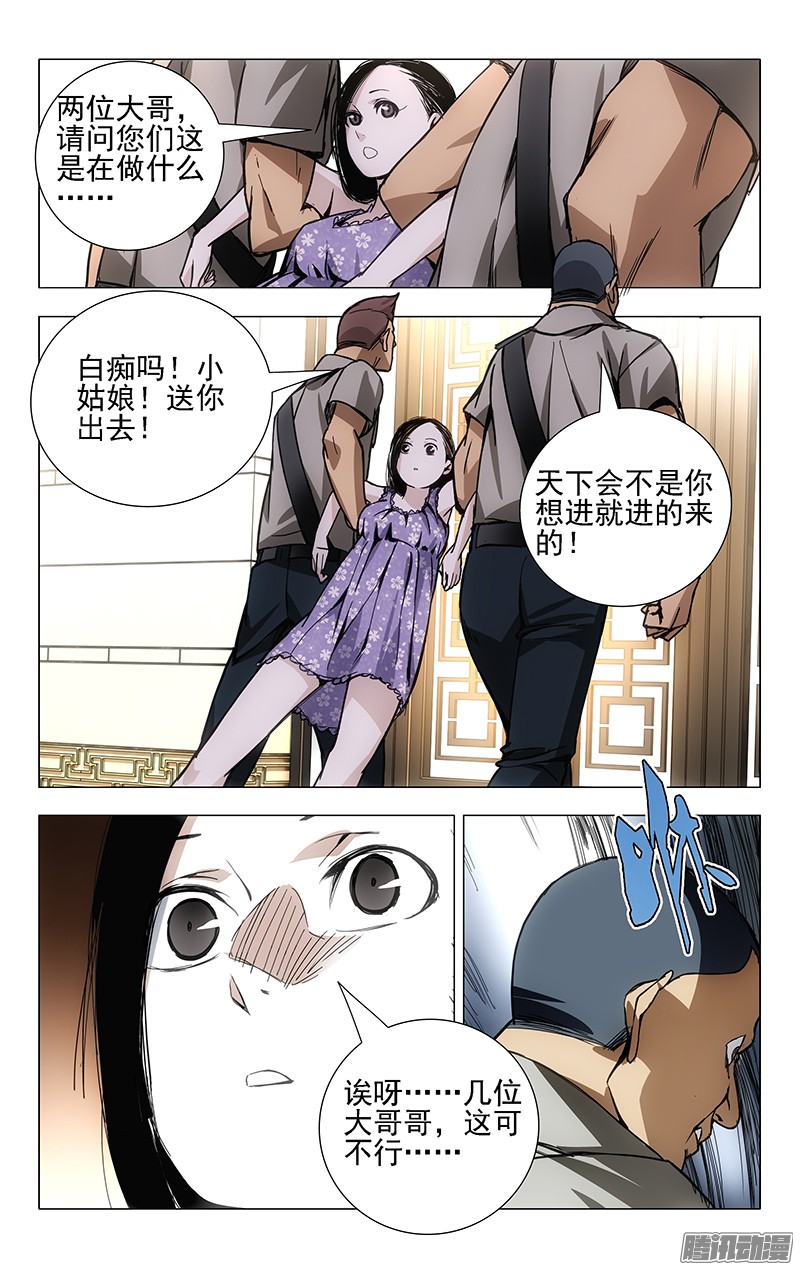 两位大哥，
请问您们这
是在做什么
……
白痴吗！小
姑娘！送你
出去！
天下会不是你
想进就进的来
的！
咻
诶呀……几位
大哥哥，这可
不行……
腾讯动漫